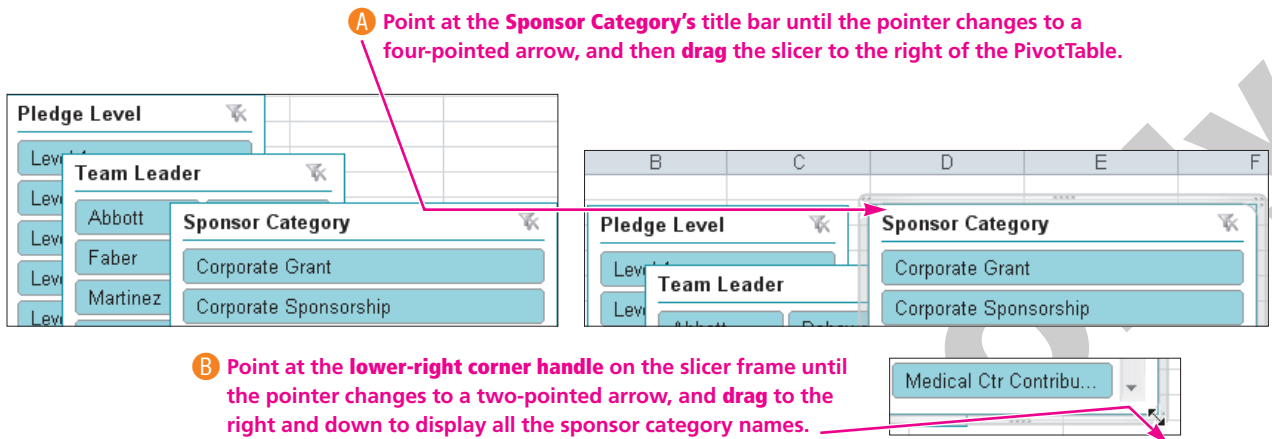 A Point at the Sponsor Category's title bar until the pointer changes to a
four-pointed arrow, and then drag the slicer to the right of the PivotTable.
Pledge Level
Team Leader
Abbott
Faber
Martinez
Sponsor Category
Corporate Grant
Corporate Sponsorship
B C D E F
Pledge Level
Team Leader
Sponsor Category
Corporate Grant
Corporate Sponsorship
B Point at the lower-right corner handle on the slicer frame until
the pointer changes to a two-pointed arrow, and drag to the
right and down to display all the sponsor category names.
Medical Ctr Contribu...